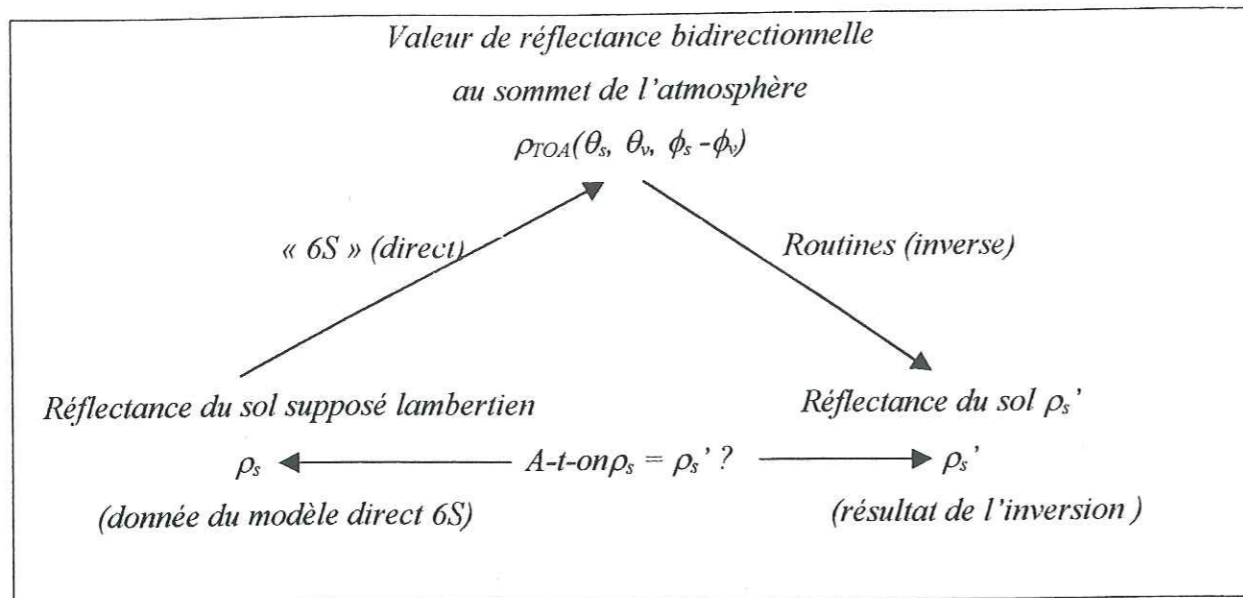 Valeur de réflectance bidirectionnelle
au sommet de l'atmosphère
ρTOA(θs, θv, ϕs -ϕv)
« 6S » (direct)
Routines (inverse)
Réflectance du sol supposé lambertien
Réflectance du sol ρs'
ρs
A-t-onρs = ρs' ?
ρs'
(donnée du modèle direct 6S)
(résultat de l'inversion )